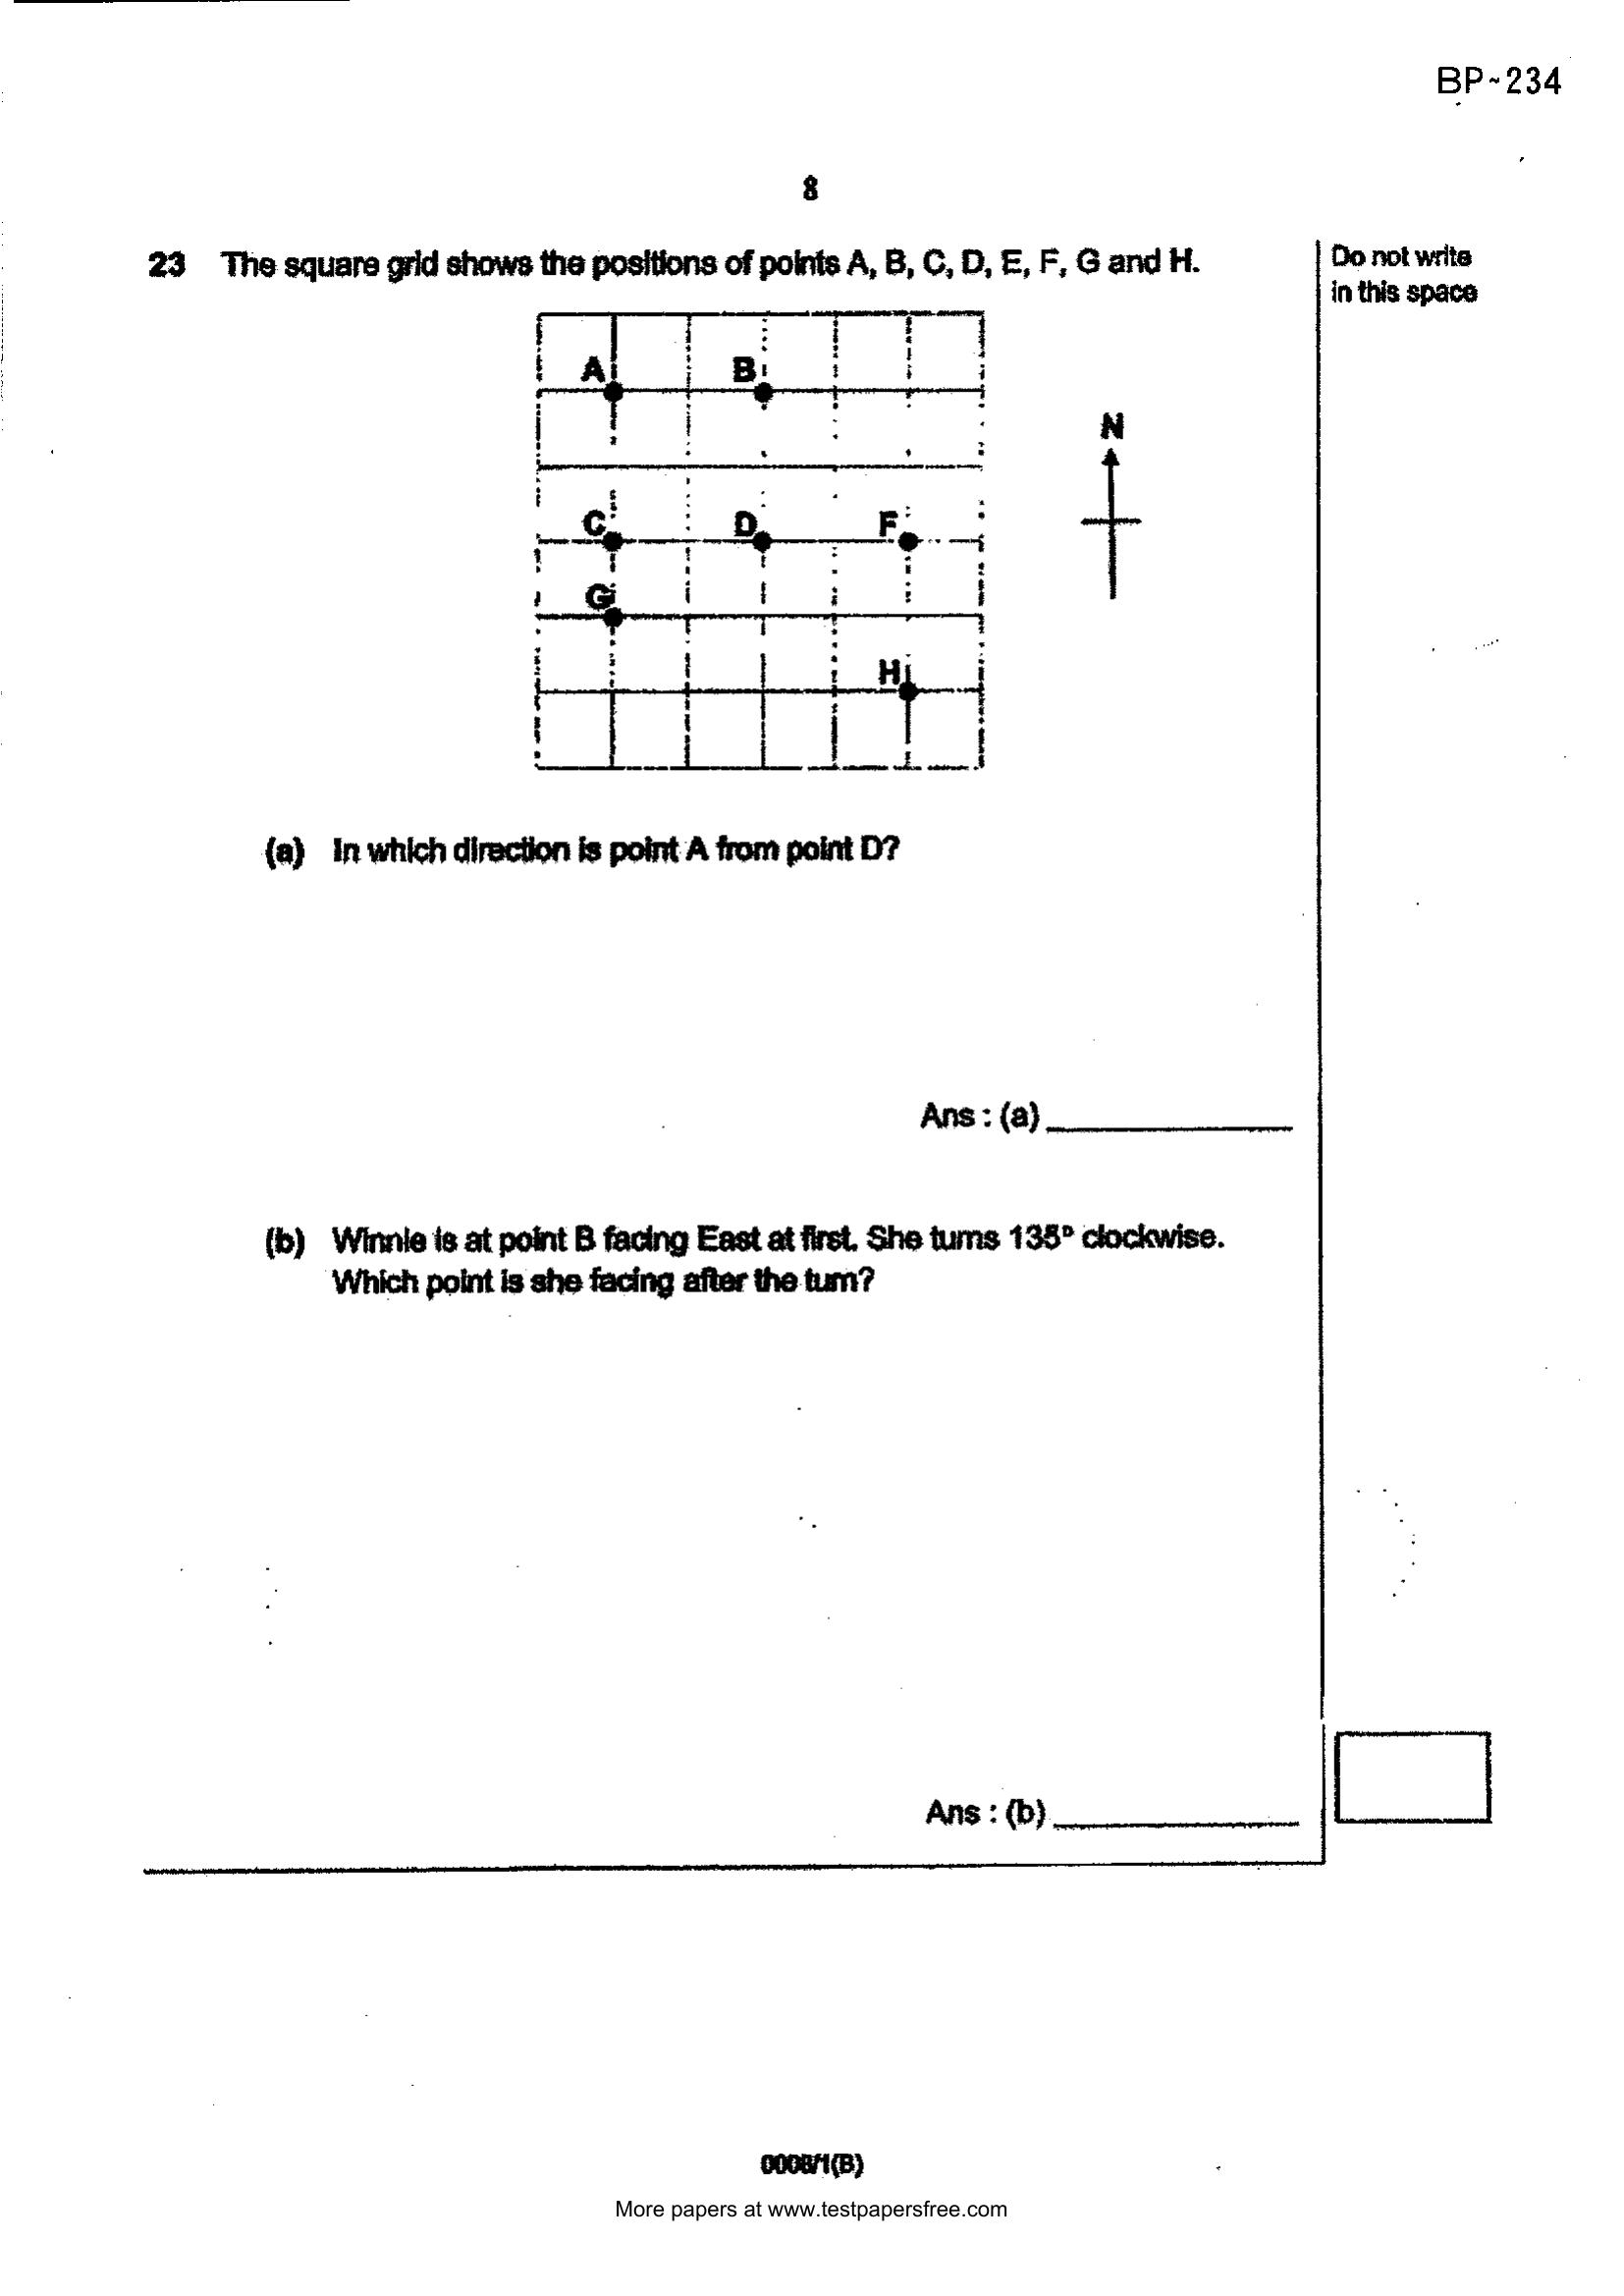 BP~234
8
23 The square grid shows the positions of points A, B, C, D, E, F, G and H.
Do not write
in this space
A B
N
C D F
G
H
(a) In which direction is point A from point D?
Ans : (a)
(b) Winnie is at point B facing East at first. She turns 135° clockwise.
Which point is she facing after the turn?
Ans : (b)
0008/1(B)
More papers at www.testpapersfree.com